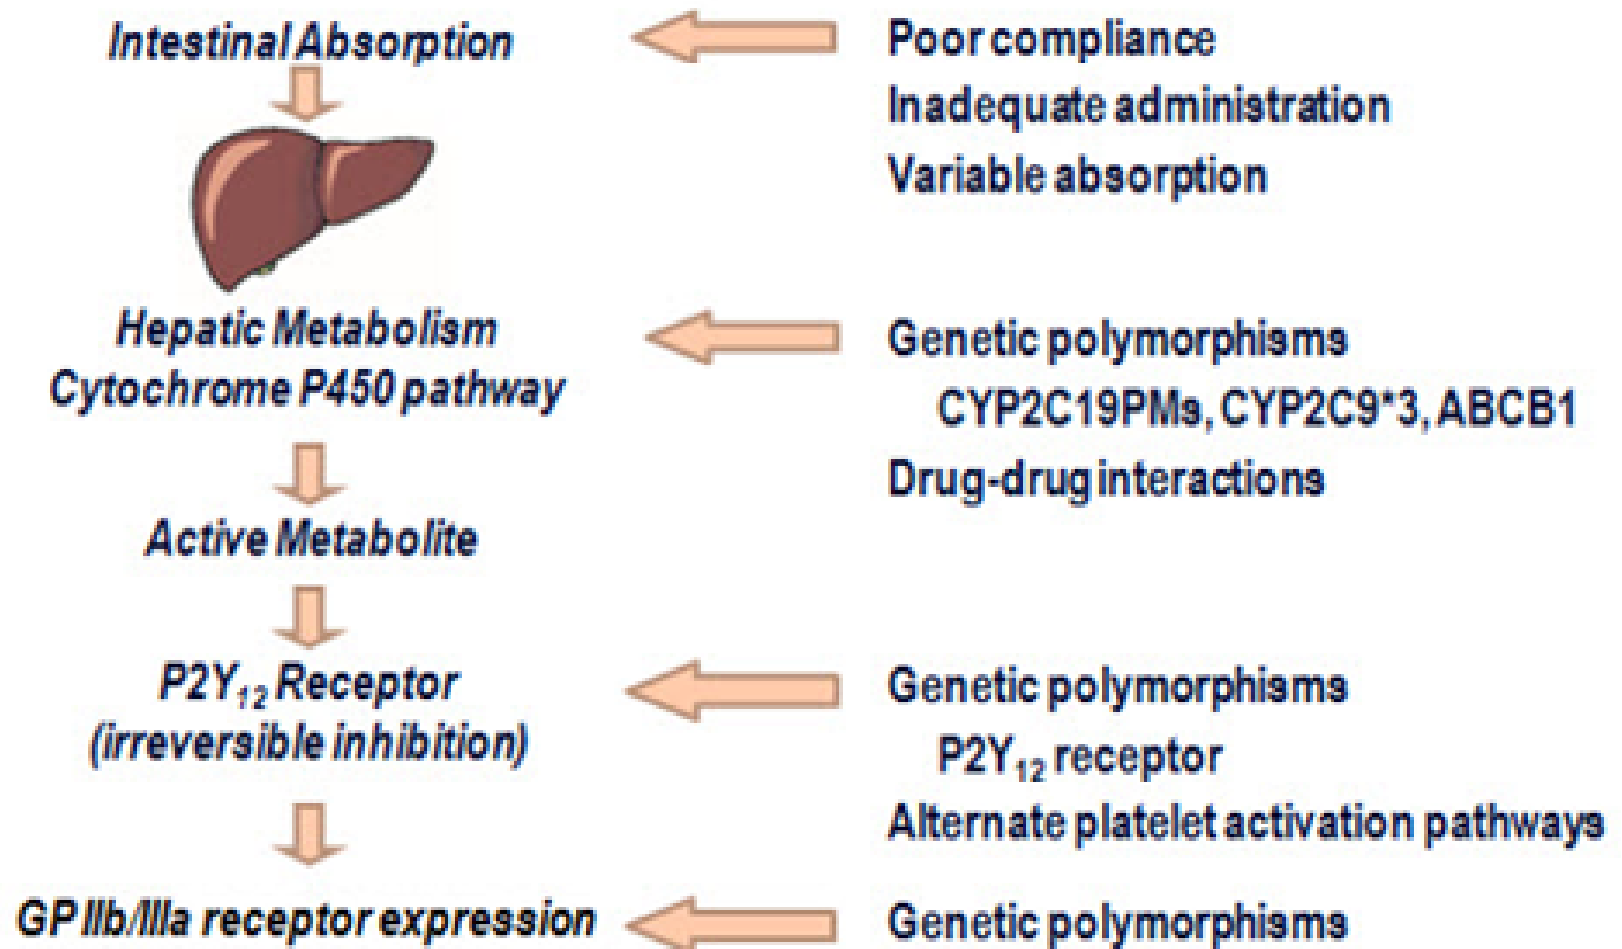 Intestinal Absorption
Poor compliance
Inadequate administration
Variable absorption
Hepatic Metabolism
Cytochrome P450 pathway
Genetic polymorphisms
CYP2C19PMs, CYP2C9*3, ABCB1
Drug-drug interactions
Active Metabolite
P2Y₁₂ Receptor
(irreversible inhibition)
Genetic polymorphisms
P2Y₁₂ receptor
Alternate platelet activation pathways
GP IIb/IIIa receptor expression
Genetic polymorphisms